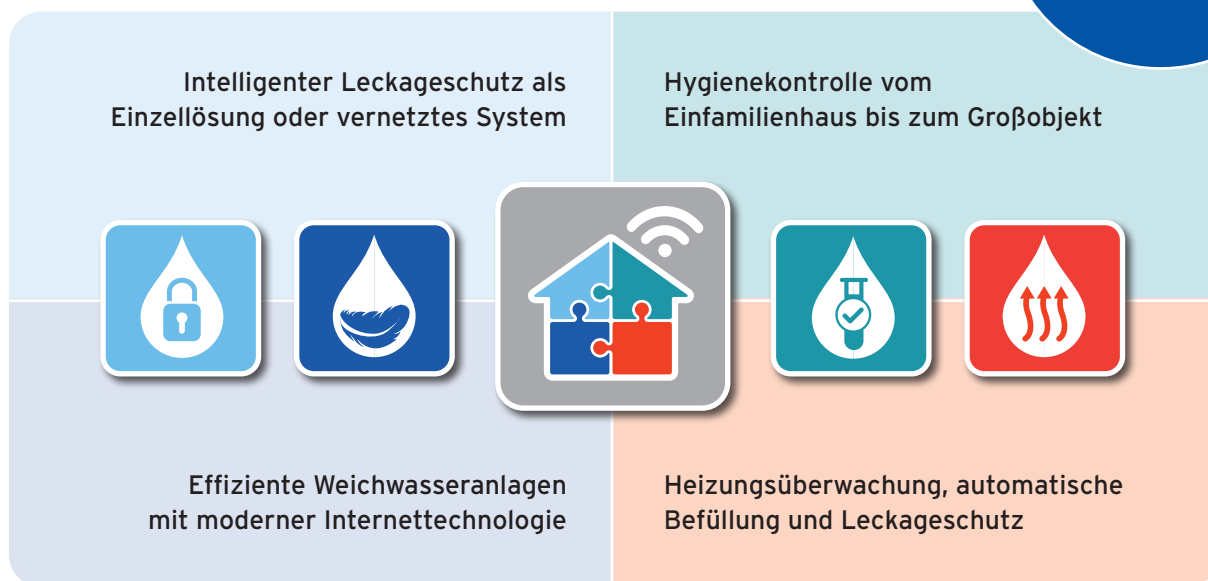 Intelligenter Leckageschutz als
Einzellösung oder vernetztes System
Hygienekontrolle vom
Einfamilienhaus bis zum Großobjekt
Effiziente Weichwasseranlagen
mit moderner Internettechnologie
Heizungsüberwachung, automatische
Befüllung und Leckageschutz